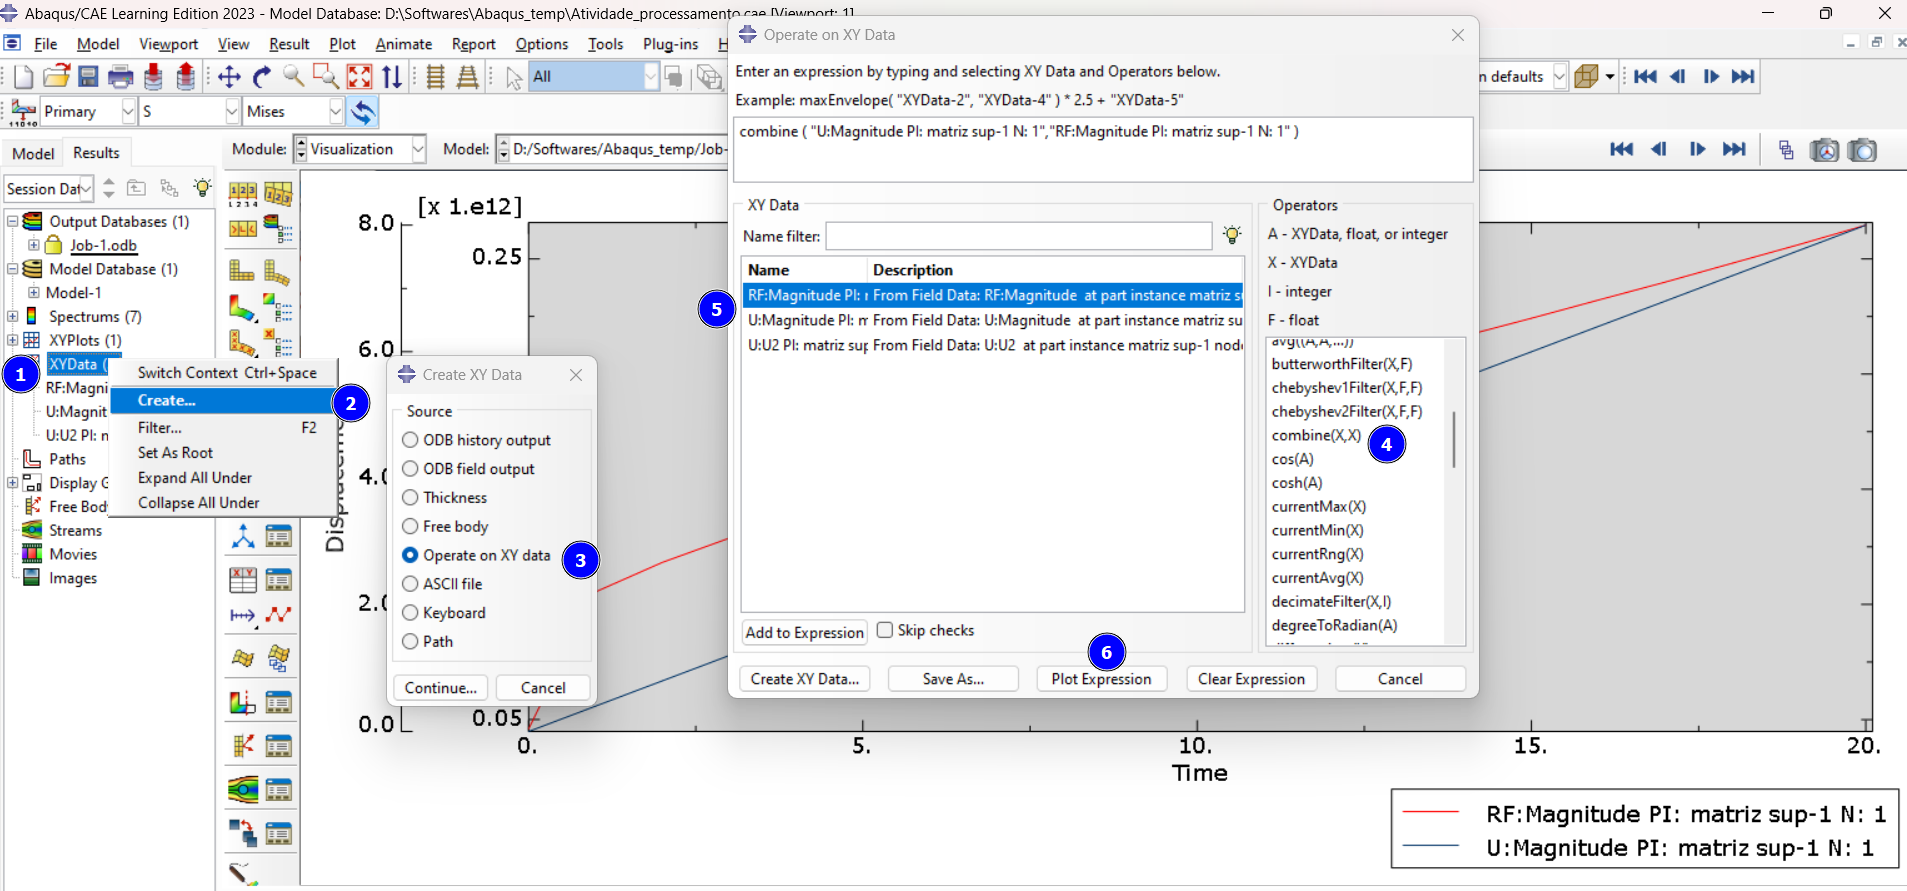 Abaqus/CAE Learning Edition 2023 - Model Database: D:\Softwares\Abaqus_temp\Atividade_processamento.cae [Viewport: 1]
File Model Viewport View Result Plot Animate Report Options Tools Plug-ins
All
n defaults
Primary S Mises
Model Results
Module: Visualization Model: D:/Softwares/Abaqus_temp/Job-
Session Dat
Output Databases (1)
Job-1.odb
Model Database (1)
Model-1
Spectrums (7)
XYPlots (1)
XYData (
RF:Magni
U:Magnit
U:U2 PI: n
Paths
Display G
Free Bod
Streams
Movies
Images
1
Switch Context Ctrl+Space
Create...
Filter... F2
Set As Root
Expand All Under
Collapse All Under
2
Create XY Data
Source
ODB history output
ODB field output
Thickness
Free body
Operate on XY data
ASCII file
Keyboard
Path
Continue... Cancel
3
Operate on XY Data
Enter an expression by typing and selecting XY Data and Operators below.
Example: maxEnvelope( "XYData-2", "XYData-4" ) * 2.5 + "XYData-5"
combine ( "U:Magnitude PI: matriz sup-1 N: 1","RF:Magnitude PI: matriz sup-1 N: 1" )
XY Data
Name filter:
Name Description
RF:Magnitude PI: r From Field Data: RF:Magnitude at part instance matriz su
U:Magnitude PI: m From Field Data: U:Magnitude at part instance matriz su
U:U2 PI: matriz sup From Field Data: U:U2 at part instance matriz sup-1 node
5
Add to Expression Skip checks
Operators
A - XYData, float, or integer
X - XYData
I - integer
F - float
avg((A,A,...))
butterworthFilter(X,F)
chebyshev1Filter(X,F,F)
chebyshev2Filter(X,F,F)
combine(X,X)
cos(A)
cosh(A)
currentMax(X)
currentMin(X)
currentRng(X)
currentAvg(X)
decimateFilter(X,I)
degreeToRadian(A)
4
6
Create XY Data... Save As... Plot Expression Clear Expression Cancel
[x 1.e12]
8.0
0.25
6.0
4.0
2.0
0.0
0.05
Displacem
0. 5. 10. 15. 20.
Time
RF:Magnitude PI: matriz sup-1 N: 1
U:Magnitude PI: matriz sup-1 N: 1